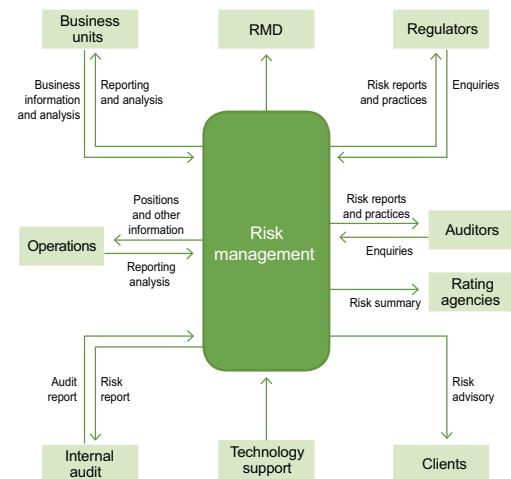 Business
units
RMD
Regulators
Business
information
and analysis
Reporting
and analysis
Risk reports
and practices
Enquiries
Positions
and other
information
Risk
management
Risk reports
and practices
Operations
Auditors
Reporting
analysis
Enquiries
Rating
agencies
Risk summary
Audit
report
Risk
report
Risk
advisory
Internal
audit
Technology
support
Clients